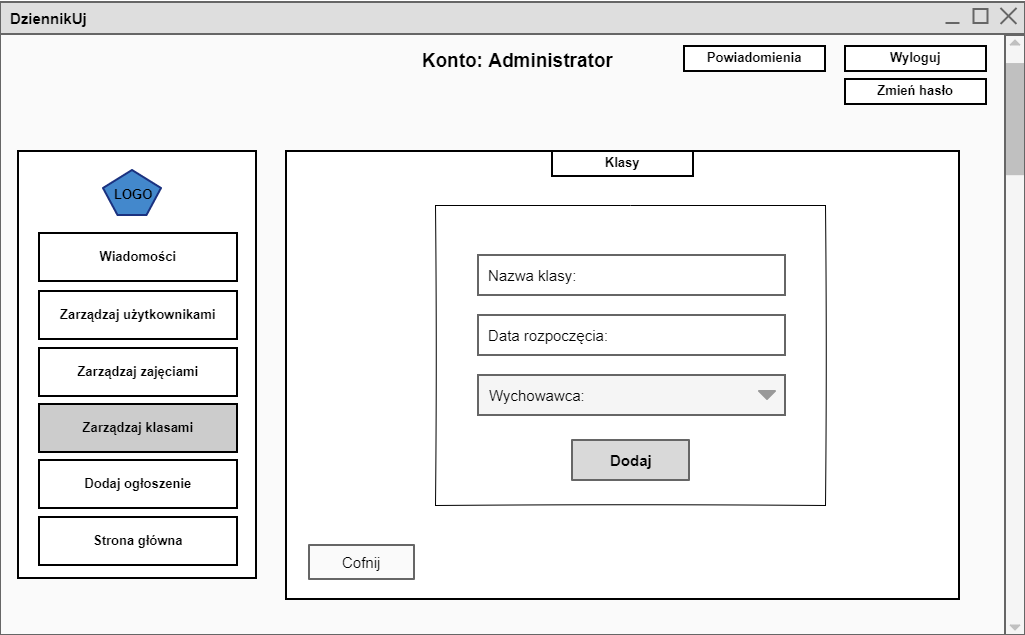 DziennikUj
Konto: Administrator
Powiadomienia
Wyloguj
Zmień hasło
LOGO
Wiadomości
Zarządzaj użytkownikami
Zarządzaj zajęciami
Zarządzaj klasami
Dodaj ogłoszenie
Strona główna
Klasy
Nazwa klasy:
Data rozpoczęcia:
Wychowawca:
Dodaj
Cofnij